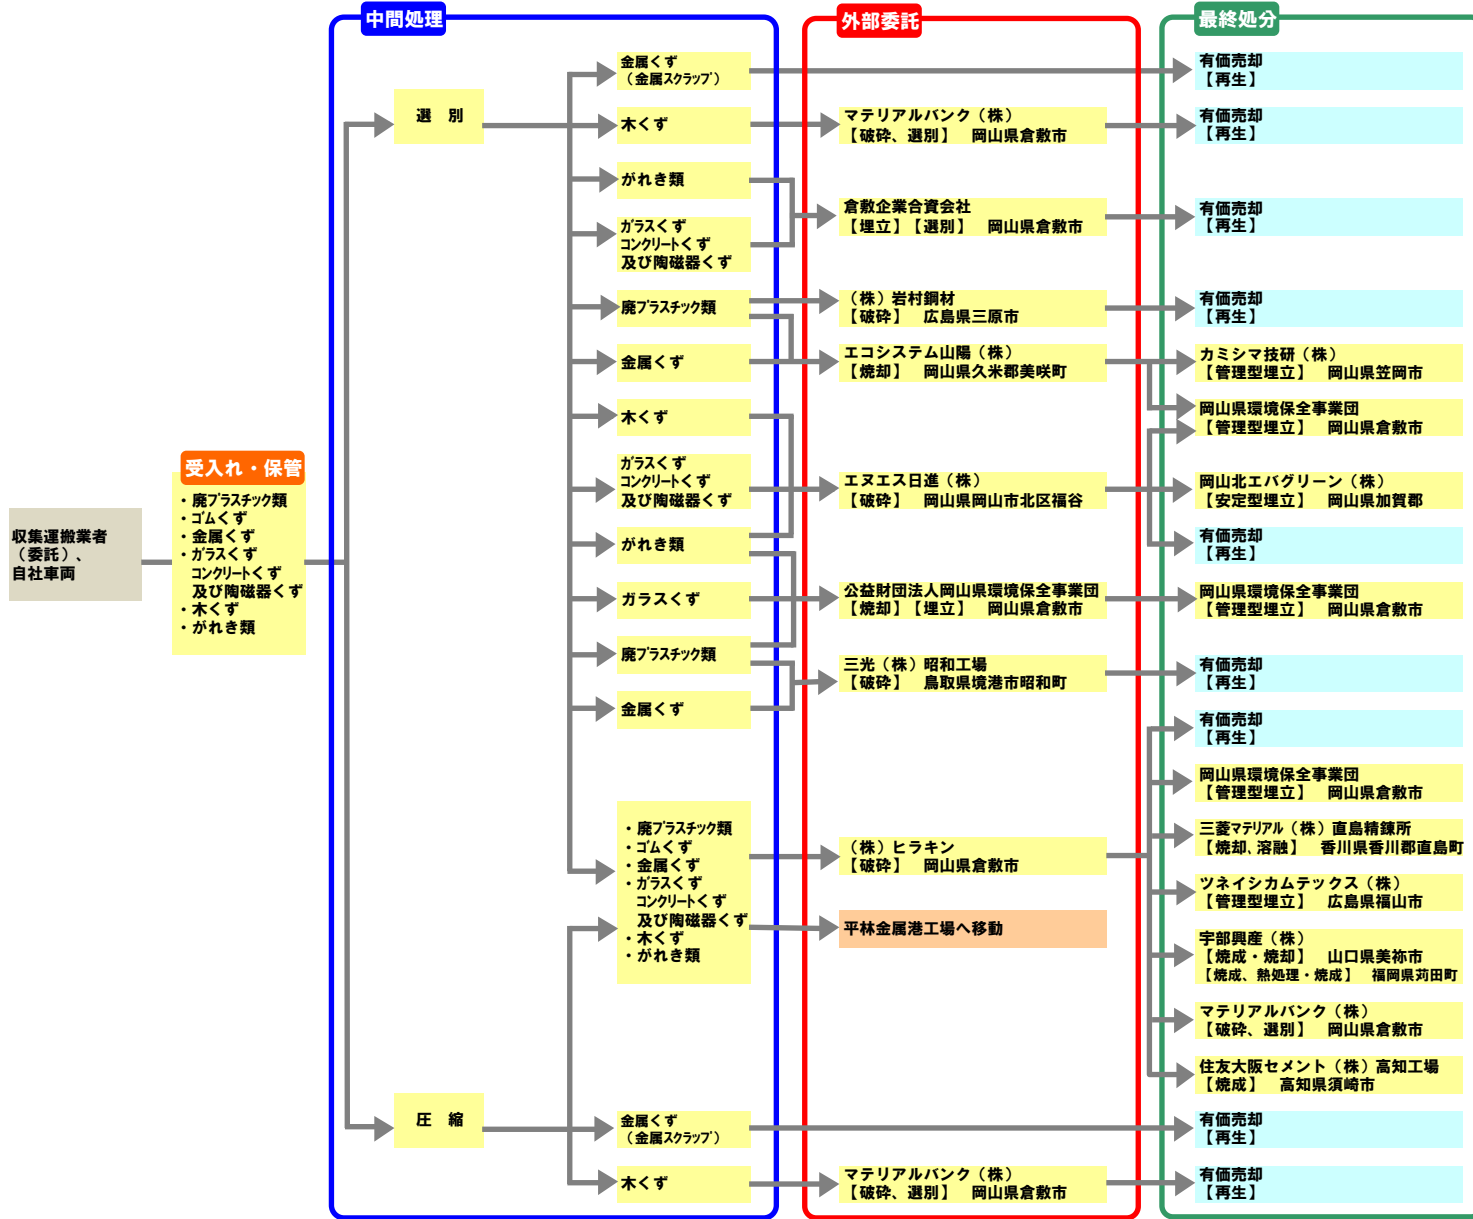 中間処理
外部委託
最終処分
収集運搬業者
（委託）、
自社車両
受入れ・保管
・廃プラスチック類
・ゴムくず
・金属くず
・ガラスくず
コンクリートくず
及び陶磁器くず
・木くず
・がれき類
選　別
圧　縮
金属くず
（金属スクラップ）
木くず
がれき類
ガラスくず
コンクリートくず
及び陶磁器くず
廃プラスチック類
金属くず
木くず
ガラスくず
コンクリートくず
及び陶磁器くず
がれき類
ガラスくず
廃プラスチック類
金属くず
・廃プラスチック類
・ゴムくず
・金属くず
・ガラスくず
コンクリートくず
及び陶磁器くず
・木くず
・がれき類
金属くず
（金属スクラップ）
木くず
マテリアルバンク（株）
【破砕、選別】　岡山県倉敷市
倉敷企業合資会社
【埋立】【選別】　岡山県倉敷市
（株）岩村鋼材
【破砕】　広島県三原市
エコシステム山陽（株）
【焼却】　岡山県久米郡美咲町
エヌエス日進（株）
【破砕】　岡山県岡山市北区福谷
公益財団法人岡山県環境保全事業団
【焼却】【埋立】　岡山県倉敷市
三光（株）昭和工場
【破砕】　鳥取県境港市昭和町
（株）ヒラキン
【破砕】　岡山県倉敷市
平林金属港工場へ移動
マテリアルバンク（株）
【破砕、選別】　岡山県倉敷市
有価売却
【再生】
有価売却
【再生】
有価売却
【再生】
有価売却
【再生】
カミシマ技研（株）
【管理型埋立】　岡山県笠岡市
岡山県環境保全事業団
【管理型埋立】　岡山県倉敷市
岡山北エバグリーン（株）
【安定型埋立】　岡山県加賀郡
有価売却
【再生】
岡山県環境保全事業団
【管理型埋立】　岡山県倉敷市
有価売却
【再生】
有価売却
【再生】
岡山県環境保全事業団
【管理型埋立】　岡山県倉敷市
三菱マテリアル（株）直島精錬所
【焼却、溶融】　香川県香川郡直島町
ツネイシカムテックス（株）
【管理型埋立】　広島県福山市
宇部興産（株）
【焼成・焼却】　山口県美祢市
【焼成、熱処理・焼成】　福岡県苅田町
マテリアルバンク（株）
【破砕、選別】　岡山県倉敷市
住友大阪セメント（株）高知工場
【焼成】　高知県須崎市
有価売却
【再生】
有価売却
【再生】